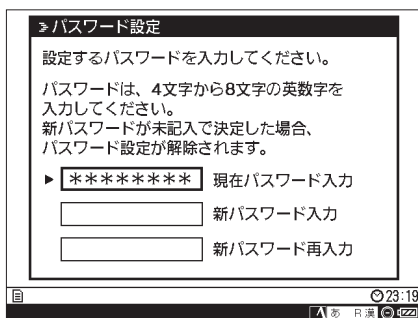 パスワード設定
設定するパスワードを入力してください。
パスワードは、4文字から8文字の英数字を
入力してください。
新パスワードが未記入で決定した場合、
パスワード設定が解除されます。
******** 現在パスワード入力
新パスワード入力
新パスワード再入力
23:19
あ R漢